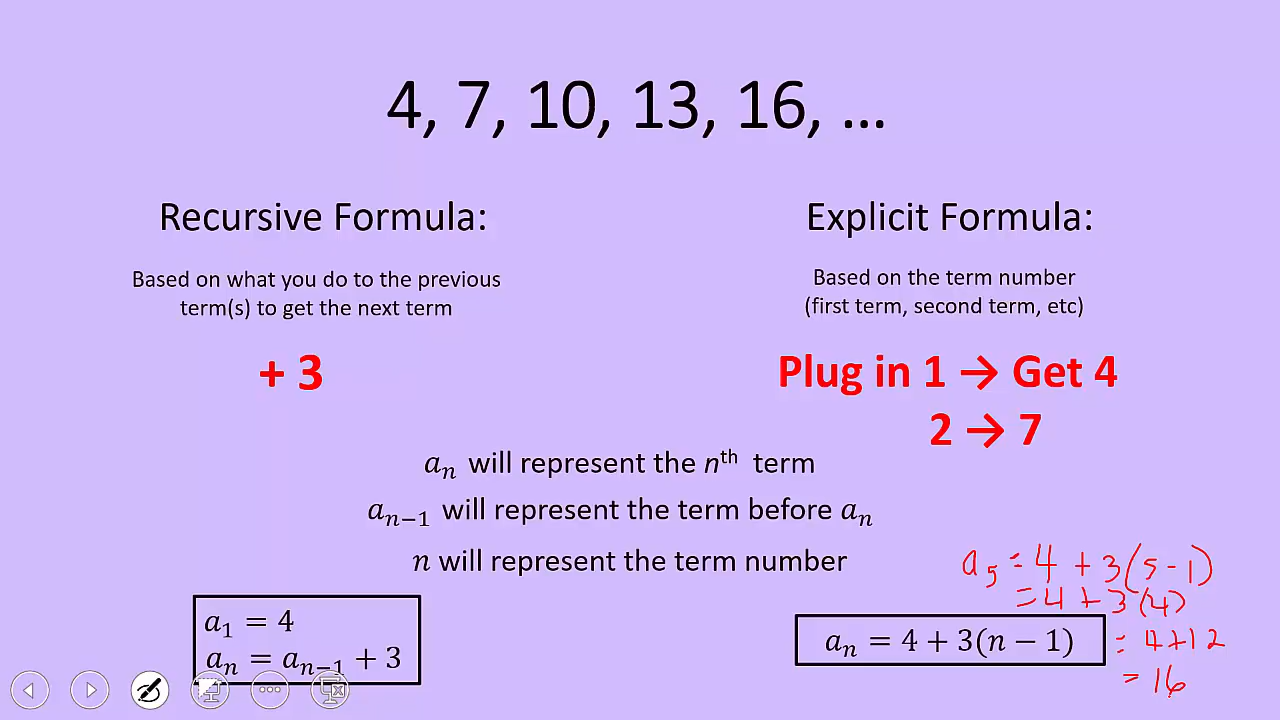 4, 7, 10, 13, 16, ...
Recursive Formula:
Based on what you do to the previous
term(s) to get the next term
+ 3
Explicit Formula:
Based on the term number
(first term, second term, etc)
Plug in 1 → Get 4
2 → 7
aₙ will represent the nᵗʰ term
aₙ₋₁ will represent the term before aₙ
n will represent the term number
a₁ = 4
aₙ = aₙ₋₁ + 3
aₙ = 4 + 3(n − 1)
a₅ = 4 + 3(5 - 1)
= 4 + 3(4)
= 4+12
= 16